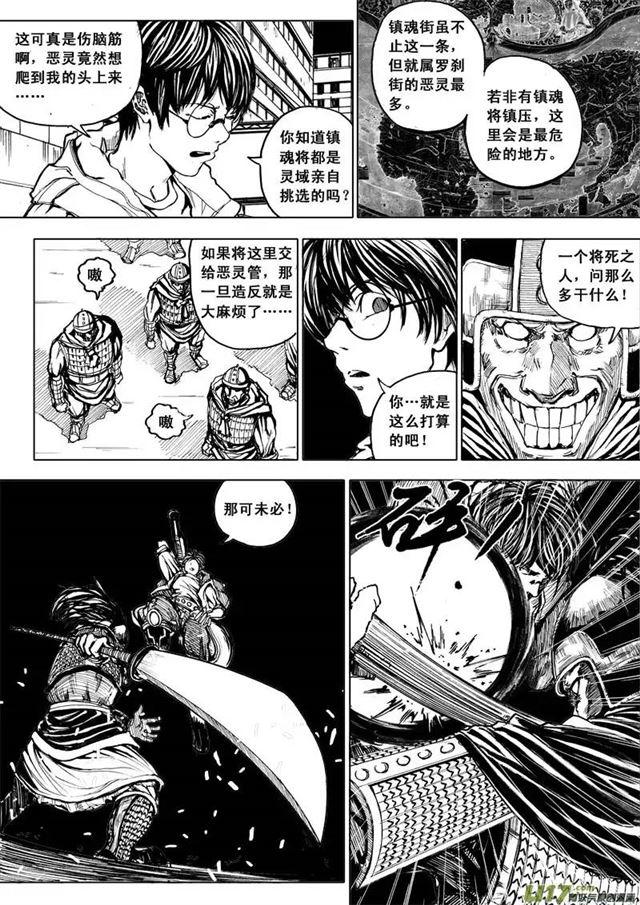 这可真是伤脑筋
啊，恶灵竟然想
爬到我的头上来
……
你知道镇
魂将都是
灵域亲自
挑选的吗？
镇魂街虽不
止这一条，
但就属罗刹
街的恶灵最
多。
若非有镇魂
将镇压，这
里会是最危
险的地方。
嗷
嗷
如果将这里交
给恶灵管，那
一旦造反就是
大麻烦了……
你…就是
这么打算
的吧！
一个将死之
人，问那么
多干什么！
那可未必！
砰！
U17.com